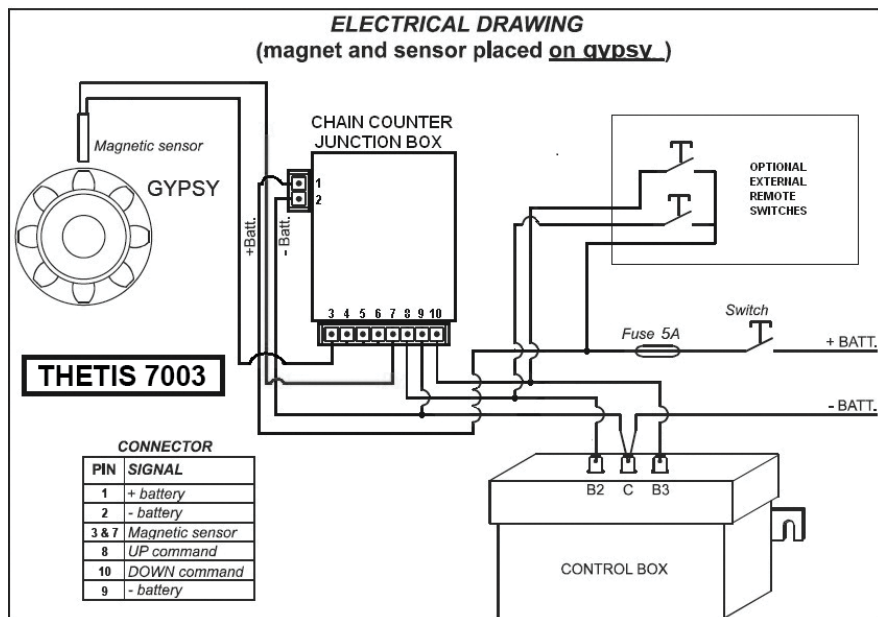 ELECTRICAL DRAWING
(magnet and sensor placed on gypsy )
Magnetic sensor
GYPSY
CHAIN COUNTER
JUNCTION BOX
1
2
+Batt.
- Batt.
3 4 5 6 7 8 9 10
OPTIONAL
EXTERNAL
REMOTE
SWITCHES
Fuse 5A
Switch
+ BATT.
- BATT.
THETIS 7003
CONNECTOR
PIN SIGNAL
1 + battery
2 - battery
3 & 7 Magnetic sensor
8 UP command
10 DOWN command
9 - battery
B2 C B3
CONTROL BOX